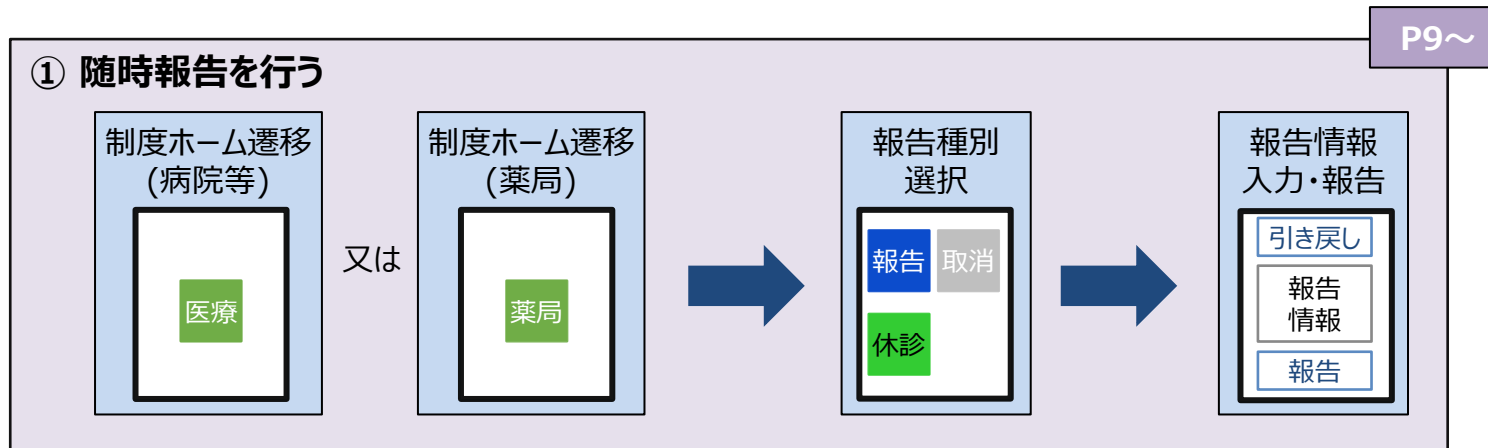 P9～
① 随時報告を行う
制度ホーム遷移
(病院等)
医療
又は
制度ホーム遷移
(薬局)
薬局
報告種別
選択
報告
取消
休診
報告情報
入力・報告
引き戻し
報告
情報
報告